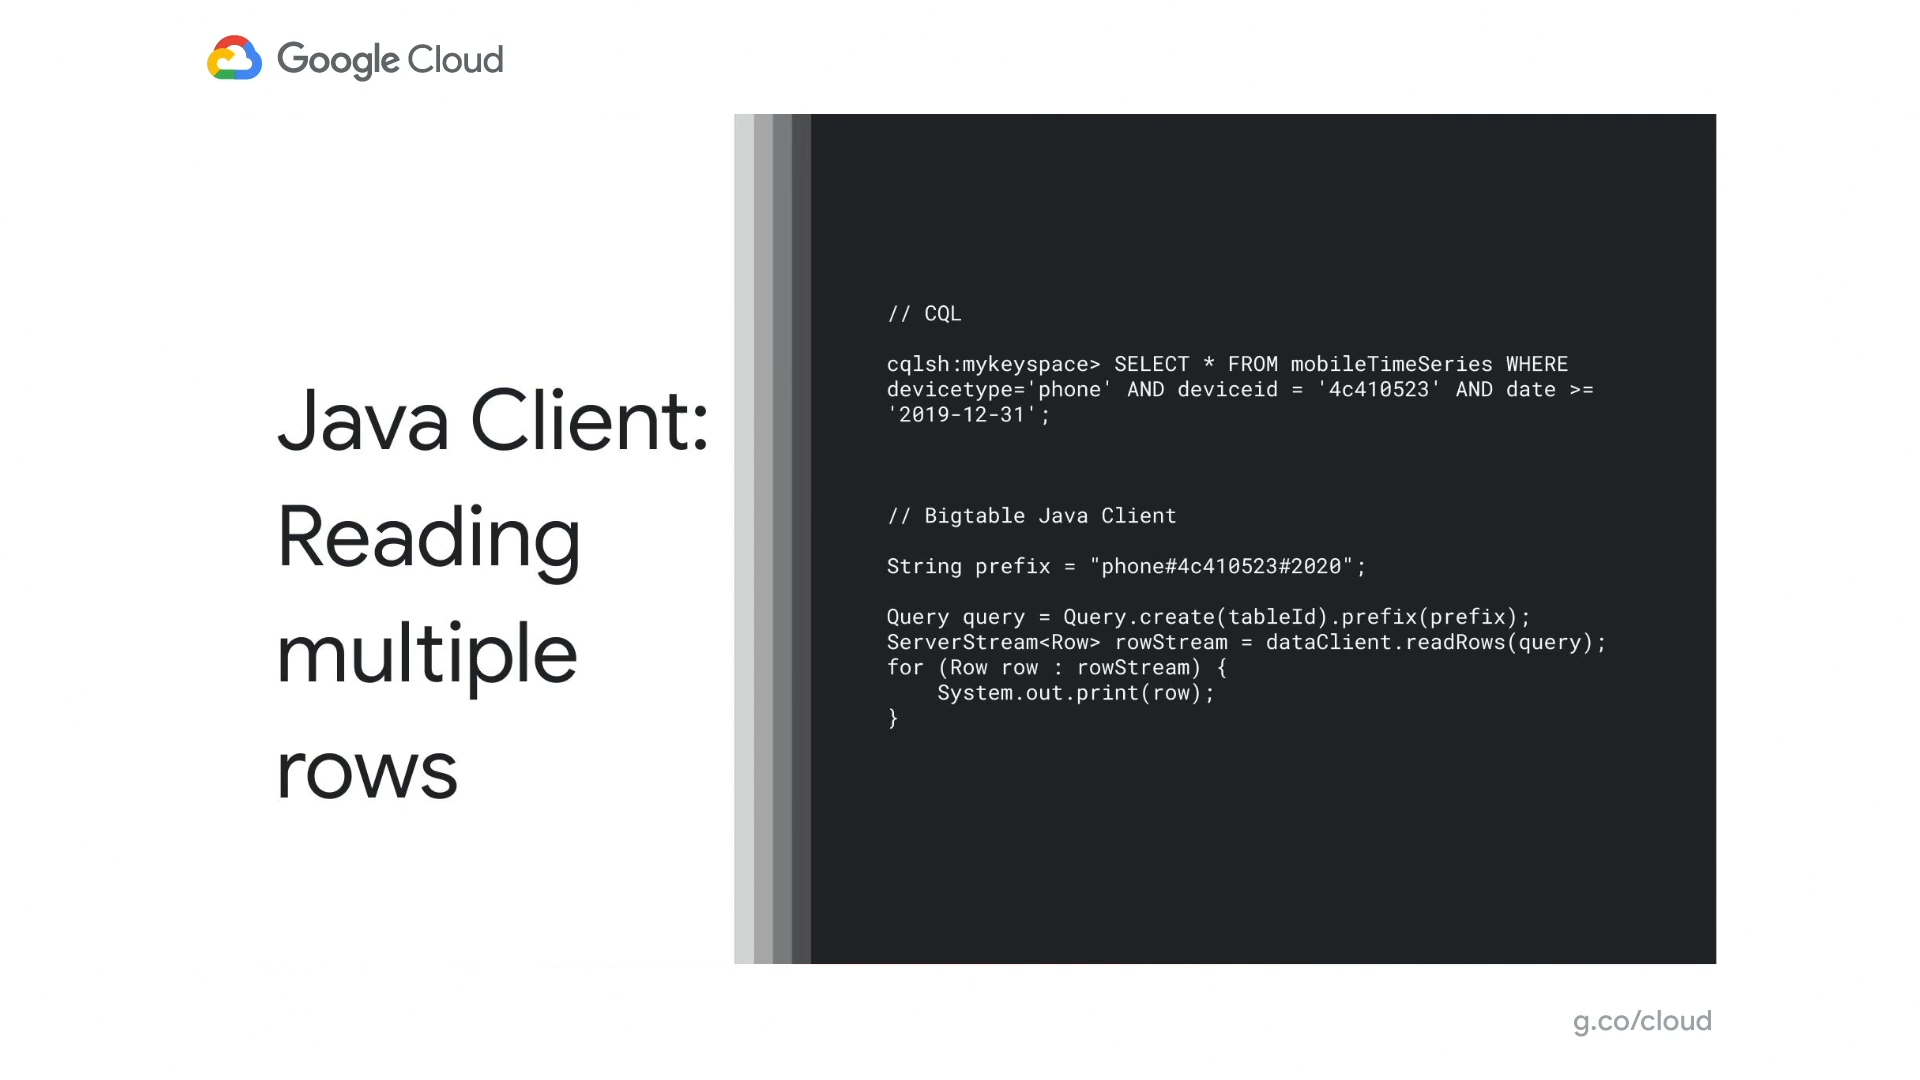 Google Cloud
Java Client:
Reading
multiple
rows
// CQL
cqlsh:mykeyspace> SELECT * FROM mobileTimeSeries WHERE
devicetype='phone' AND deviceid = '4c410523' AND date >=
'2019-12-31';
// Bigtable Java Client
String prefix = "phone#4c410523#2020";
Query query = Query.create(tableId).prefix(prefix);
ServerStream<Row> rowStream = dataClient.readRows(query);
for (Row row : rowStream) {
    System.out.print(row);
}
g.co/cloud